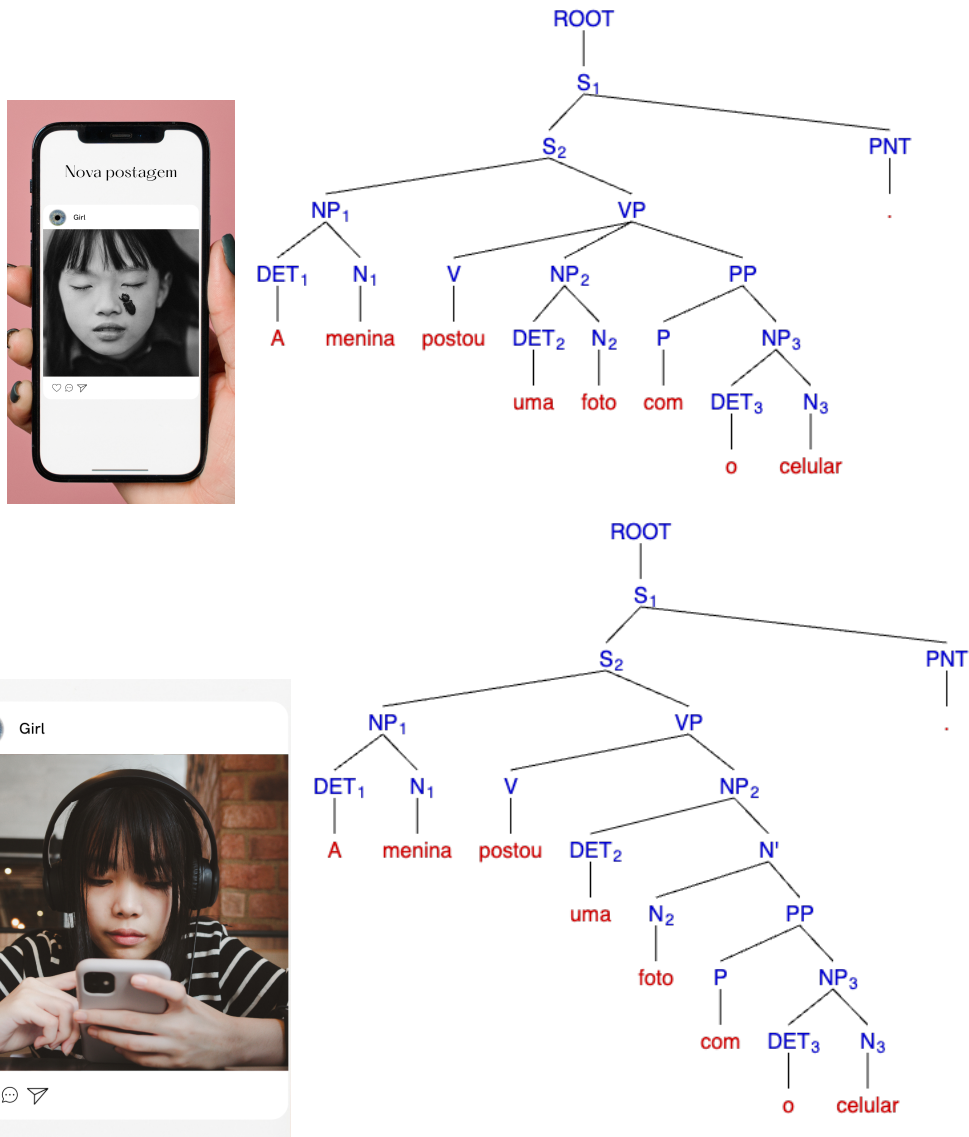 ROOT
S1
S2 PNT
Nova postagem
NP1 VP .
Girl
DET1 N1 V NP2 PP
A menina postou DET2 N2 P NP3
uma foto com DET3 N3
o celular
ROOT
S1
S2 PNT
NP1 VP .
Girl
DET1 N1 V NP2
A menina postou DET2 N'
uma N2 PP
foto P NP3
com DET3 N3
o celular